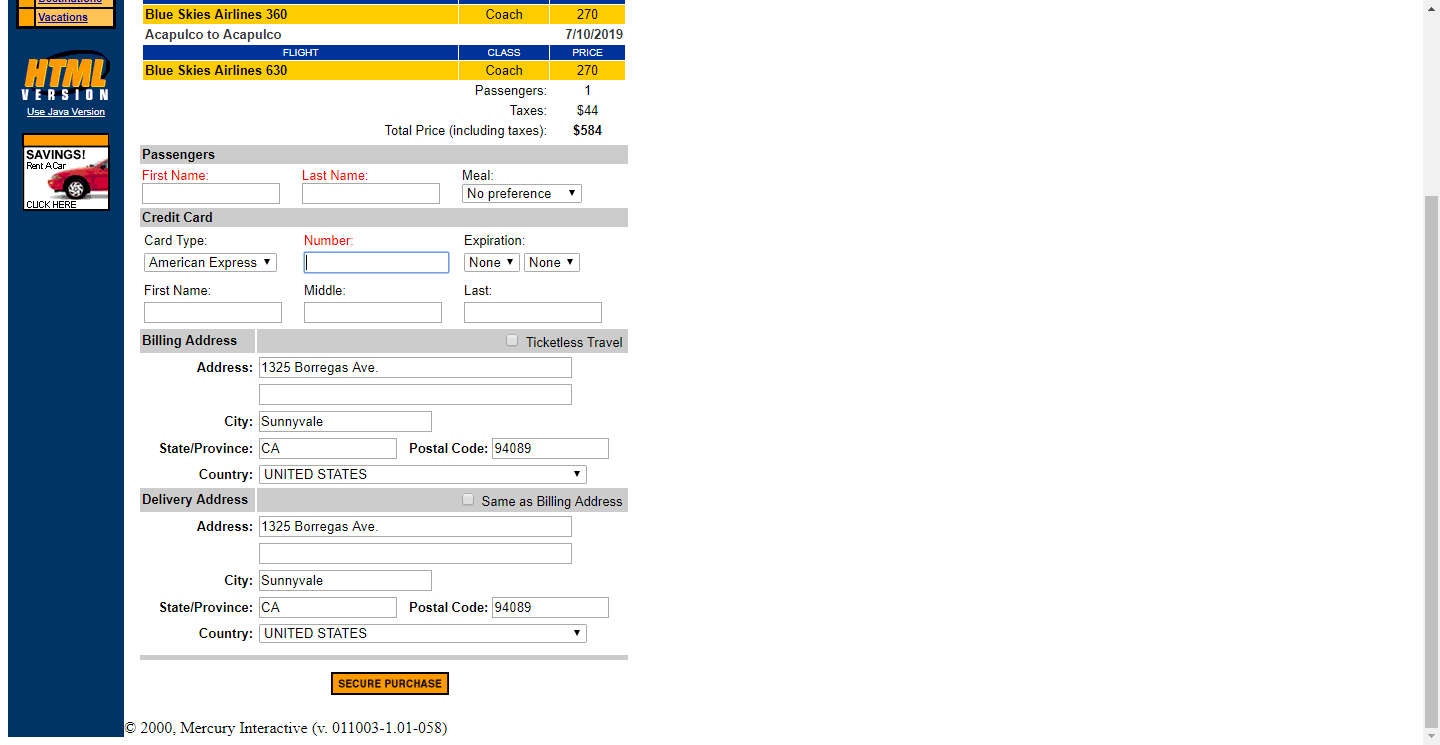 Destinations
Vacations
HTML
VERSION
Use Java Version
SAVINGS!
Rent A Car
CLICK HERE
Blue Skies Airlines 360 Coach 270
Acapulco to Acapulco 7/10/2019
FLIGHT CLASS PRICE
Blue Skies Airlines 630 Coach 270
Passengers: 1
Taxes: $44
Total Price (including taxes): $584
Passengers
First Name: Last Name: Meal:
No preference
Credit Card
Card Type: Number: Expiration:
American Express None None
First Name: Middle: Last:
Billing Address Ticketless Travel
Address: 1325 Borregas Ave.
City: Sunnyvale
State/Province: CA Postal Code: 94089
Country: UNITED STATES
Delivery Address Same as Billing Address
Address: 1325 Borregas Ave.
City: Sunnyvale
State/Province: CA Postal Code: 94089
Country: UNITED STATES
SECURE PURCHASE
© 2000, Mercury Interactive (v. 011003-1.01-058)